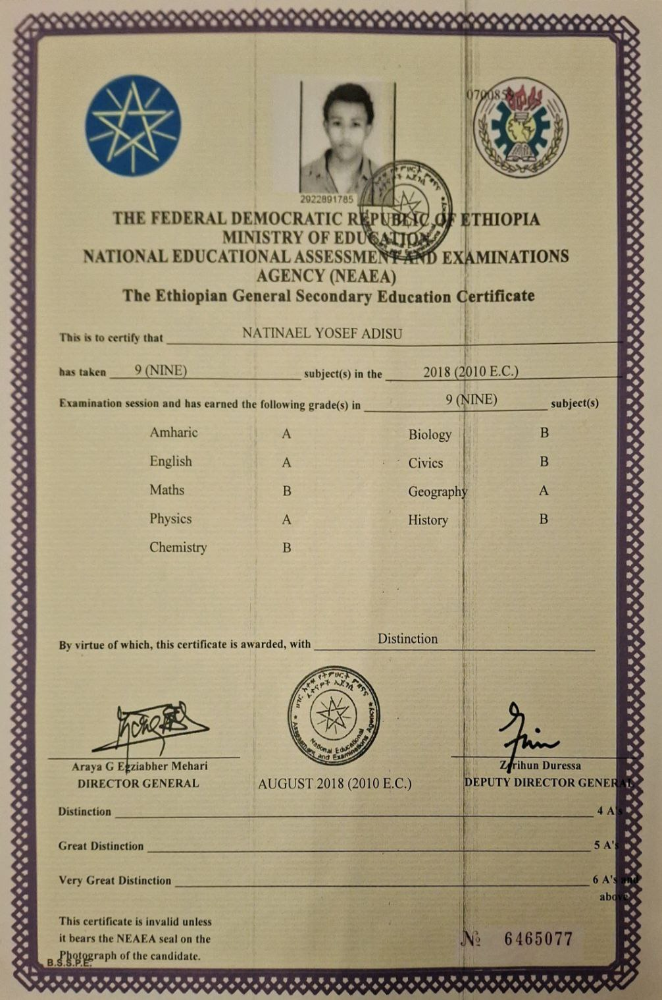 0700859
2922891785
THE FEDERAL DEMOCRATIC REPUBLIC OF ETHIOPIA
MINISTRY OF EDUCATION
NATIONAL EDUCATIONAL ASSESSMENT AND EXAMINATIONS
AGENCY (NEAEA)
The Ethiopian General Secondary Education Certificate
This is to certify that NATINAEL YOSEF ADISU
has taken 9 (NINE) subject(s) in the 2018 (2010 E.C.)
Examination session and has earned the following grade(s) in 9 (NINE) subject(s)
Amharic A Biology B
English A Civics B
Maths B Geography A
Physics A History B
Chemistry B
By virtue of which, this certificate is awarded, with Distinction
የትምህርት ምዘናና
ፈተናዎች ኤጀንሲ
National Educational
Assessment and Examinations Agency
Araya G Egziabher Mehari Zerihun Duressa
DIRECTOR GENERAL AUGUST 2018 (2010 E.C.) DEPUTY DIRECTOR GENERAL
Distinction 4 A's
Great Distinction 5 A's
Very Great Distinction 6 A's and
above
This certificate is invalid unless
it bears the NEAEA seal on the
Photograph of the candidate.
B.S.S.P.E.
№ 6465077